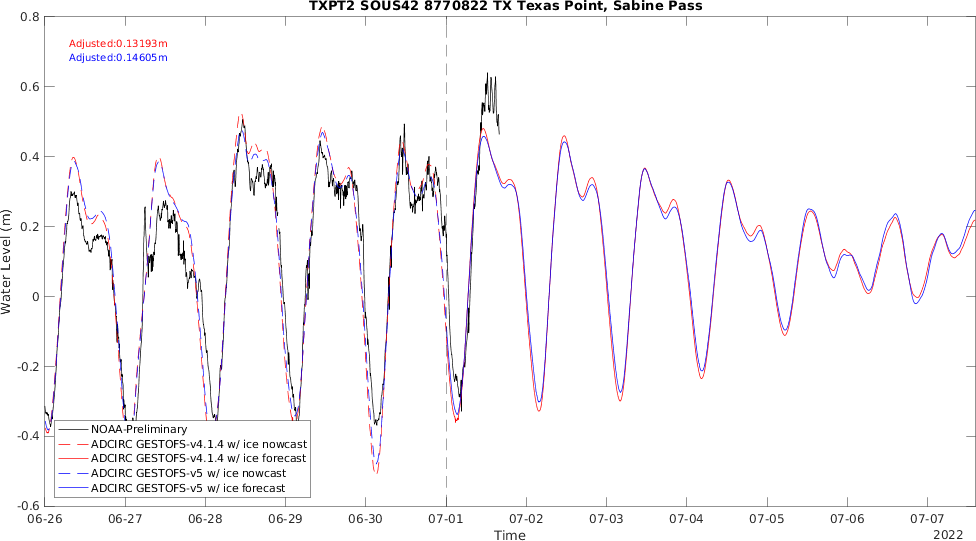 TXPT2 SOUS42 8770822 TX Texas Point, Sabine Pass
Adjusted:0.13193m
Adjusted:0.14605m
Water Level (m)
0.8
0.6
0.4
0.2
0
-0.2
-0.4
-0.6
NOAA-Preliminary
ADCIRC GESTOFS-v4.1.4 w/ ice nowcast
ADCIRC GESTOFS-v4.1.4 w/ ice forecast
ADCIRC GESTOFS-v5 w/ ice nowcast
ADCIRC GESTOFS-v5 w/ ice forecast
06-26 06-27 06-28 06-29 06-30 07-01 07-02 07-03 07-04 07-05 07-06 07-07
Time
2022